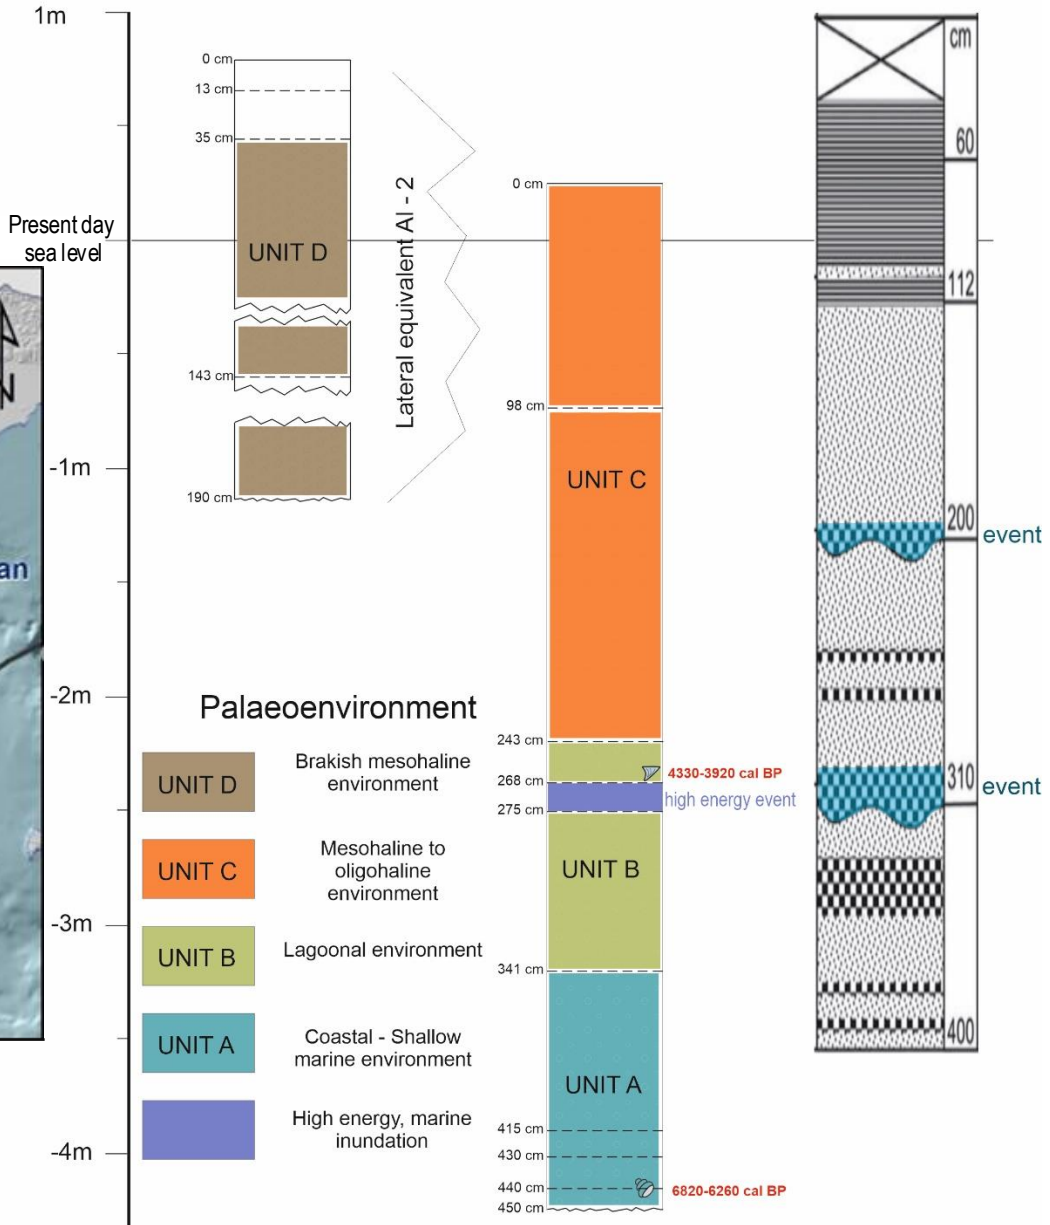 1m
Present day
sea level
-1m
-2m
-3m
-4m
N
an
0 cm
13 cm
35 cm
UNIT D
143 cm
190 cm
Lateral equivalent Al - 2
0 cm
98 cm
UNIT C
243 cm
4330-3920 cal BP
268 cm
high energy event
275 cm
UNIT B
341 cm
UNIT A
415 cm
430 cm
440 cm
6820-6260 cal BP
450 cm
cm
60
112
200
event
310
event
400
Palaeoenvironment
UNIT D
Brakish mesohaline
environment
UNIT C
Mesohaline to
oligohaline
environment
UNIT B
Lagoonal environment
UNIT A
Coastal - Shallow
marine environment
High energy, marine
inundation